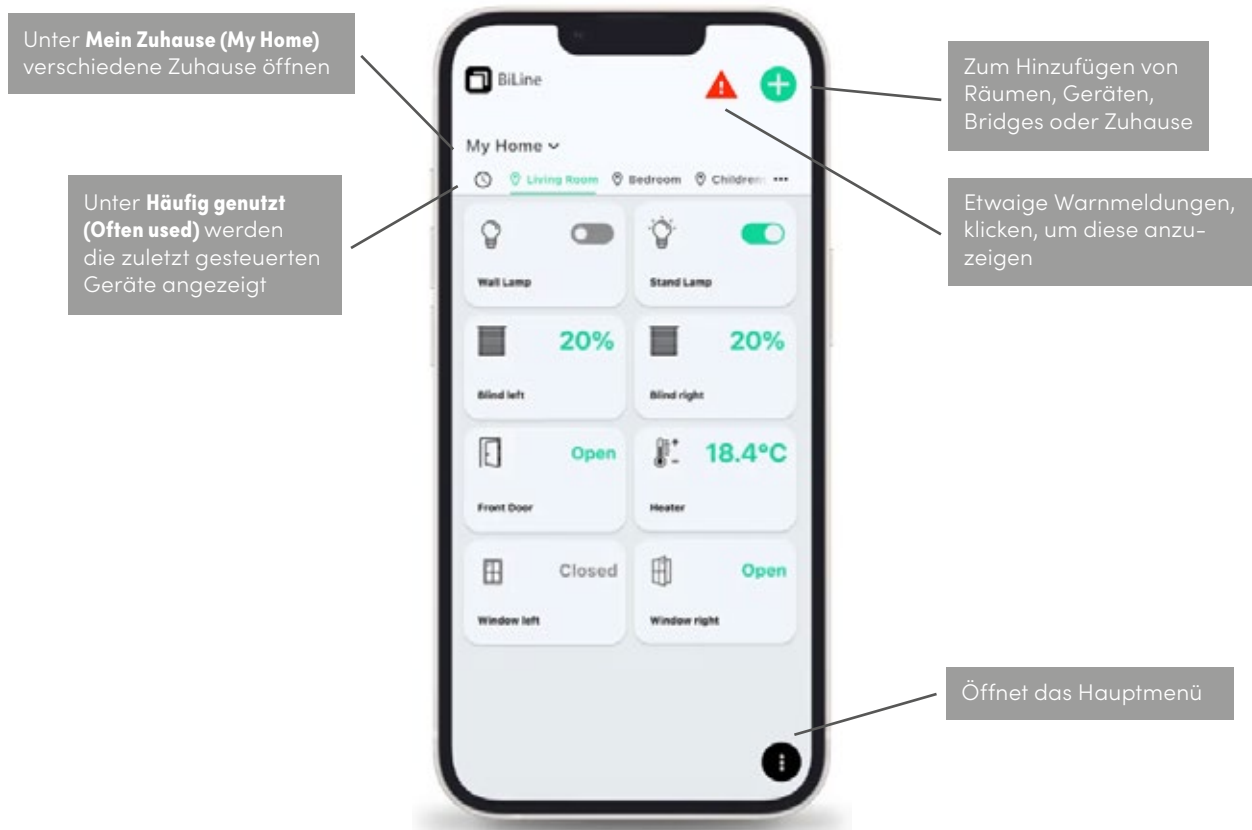 Unter Mein Zuhause (My Home)
verschiedene Zuhause öffnen
Unter Häufig genutzt
(Often used) werden
die zuletzt gesteuerten
Geräte angezeigt
BiLine
My Home
Living Room Bedroom Children
Wall Lamp
Stand Lamp
20%
Blind left
20%
Blind right
Open
Front Door
18.4°C
Heater
Closed
Window left
Open
Window right
Zum Hinzufügen von
Räumen, Geräten,
Bridges oder Zuhause
Etwaige Warnmeldungen,
klicken, um diese anzu-
zeigen
Öffnet das Hauptmenü